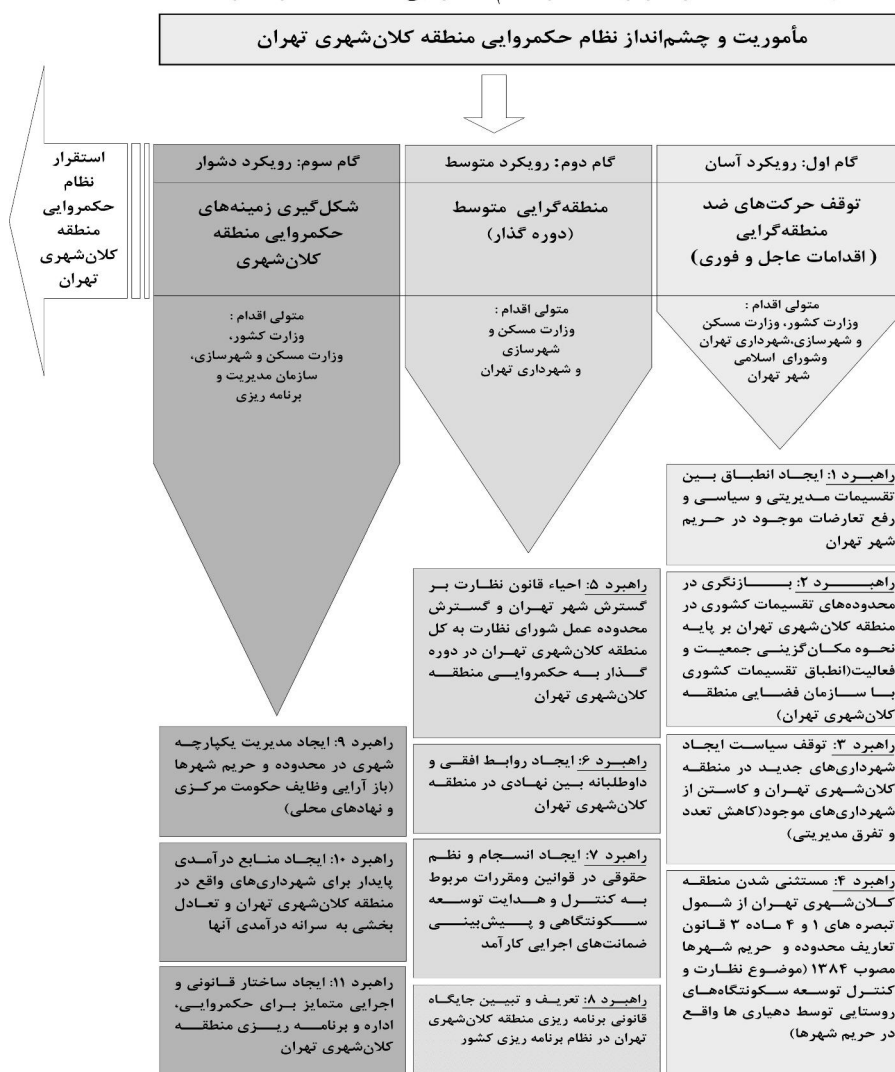 مأموریت و چشم‌انداز نظام حکمروایی منطقه کلان‌شهری تهران
گام اول: رویکرد آسان
توقف حرکت‌های ضد
منطقه‌گرایی
(اقدامات عاجل و فوری)
متولی اقدام :
وزارت کشور، وزارت مسکن
و شهرسازی،شهرداری تهران
وشورای اسلامی
شهر تهران
راهبرد ۱: ایجاد انطباق بین
تقسیمات مدیریتی و سیاسی و
رفع تعارضات موجود در حریم
شهر تهران
راهبرد ۲: بازنگری در
محدوده‌های تقسیمات کشوری در
منطقه کلان‌شهری تهران بر پایه
نحوه مکان‌گزینی جمعیت و
فعالیت(انطباق تقسیمات کشوری
با سازمان فضایی منطقه
کلان‌شهری تهران)
راهبرد ۳: توقف سیاست ایجاد
شهرداری‌های جدید در منطقه
کلان‌شهری تهران و کاستن از
شهرداری‌های موجود(کاهش تعدد
و تفرق مدیریتی)
راهبرد ۴: مستثنی شدن منطقه
کلان‌شهری تهران از شمول
تبصره های ۱ و ۴ ماده ۳ قانون
تعاریف محدوده و حریم شهرها
مصوب ۱۳۸۴ (موضوع نظارت و
کنترل توسعه سکونتگاه‌های
روستایی توسط دهیاری ها واقع
در حریم شهرها)
گام دوم: رویکرد متوسط
منطقه‌گرایی متوسط
(دوره گذار)
متولی اقدام :
وزارت مسکن و
شهرسازی
و شهرداری تهران
راهبرد ۵: احیاء قانون نظارت بر
گسترش شهر تهران و گسترش
محدوده عمل شورای نظارت به کل
منطقه کلان‌شهری تهران در دوره
گذار به حکمروایی منطقه
کلان‌شهری تهران
راهبرد ۶: ایجاد روابط افقی و
داوطلبانه بین نهادی در منطقه
کلان‌شهری تهران
راهبرد ۷: ایجاد انسجام و نظم
حقوقی در قوانین ومقررات مربوط
به کنترل و هدایت توسعه
سکونتگاهی و پیش‌بینی
ضمانت‌های اجرایی کارآمد
راهبرد ۸: تعریف و تبیین جایگاه
قانونی برنامه ریزی منطقه کلان‌شهری
تهران در نظام برنامه ریزی کشور
گام سوم: رویکرد دشوار
شکل‌گیری زمینه‌های
حکمروایی منطقه
کلان‌شهری
متولی اقدام :
وزارت کشور،
وزارت مسکن و شهرسازی،
سازمان مدیریت و
برنامه ریزی
راهبرد ۹: ایجاد مدیریت یکپارچه
شهری در محدوده و حریم شهرها
(باز آرایی وظایف حکومت مرکزی
و نهادهای محلی)
راهبرد ۱۰: ایجاد منابع درآمدی
پایدار برای شهرداری‌های واقع در
منطقه کلان‌شهری تهران و تعادل
بخشی به سرانه درآمدی آنها
راهبرد ۱۱: ایجاد ساختار قانونی و
اجرایی متمایز برای حکمروایی،
اداره و برنامه ریزی منطقه
کلان‌شهری تهران
استقرار
نظام
حکمروایی
منطقه
کلان‌شهری
تهران